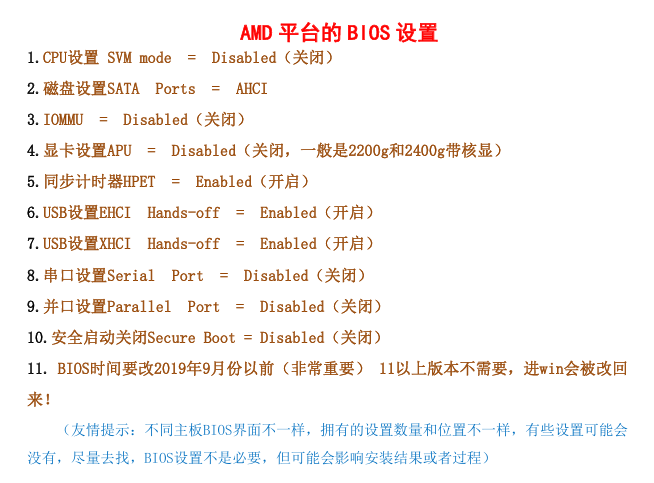 AMD 平台的 BIOS 设置
1.CPU设置 SVM mode = Disabled（关闭）
2.磁盘设置SATA Ports = AHCI
3.IOMMU = Disabled（关闭）
4.显卡设置APU = Disabled（关闭，一般是2200g和2400g带核显）
5.同步计时器HPET = Enabled（开启）
6.USB设置EHCI Hands-off = Enabled（开启）
7.USB设置XHCI Hands-off = Enabled（开启）
8.串口设置Serial Port = Disabled（关闭）
9.并口设置Parallel Port = Disabled（关闭）
10.安全启动关闭Secure Boot = Disabled（关闭）
11. BIOS时间要改2019年9月份以前（非常重要） 11以上版本不需要，进win会被改回
来！
（友情提示：不同主板BIOS界面不一样，拥有的设置数量和位置不一样，有些设置可能会
没有，尽量去找，BIOS设置不是必要，但可能会影响安装结果或者过程）